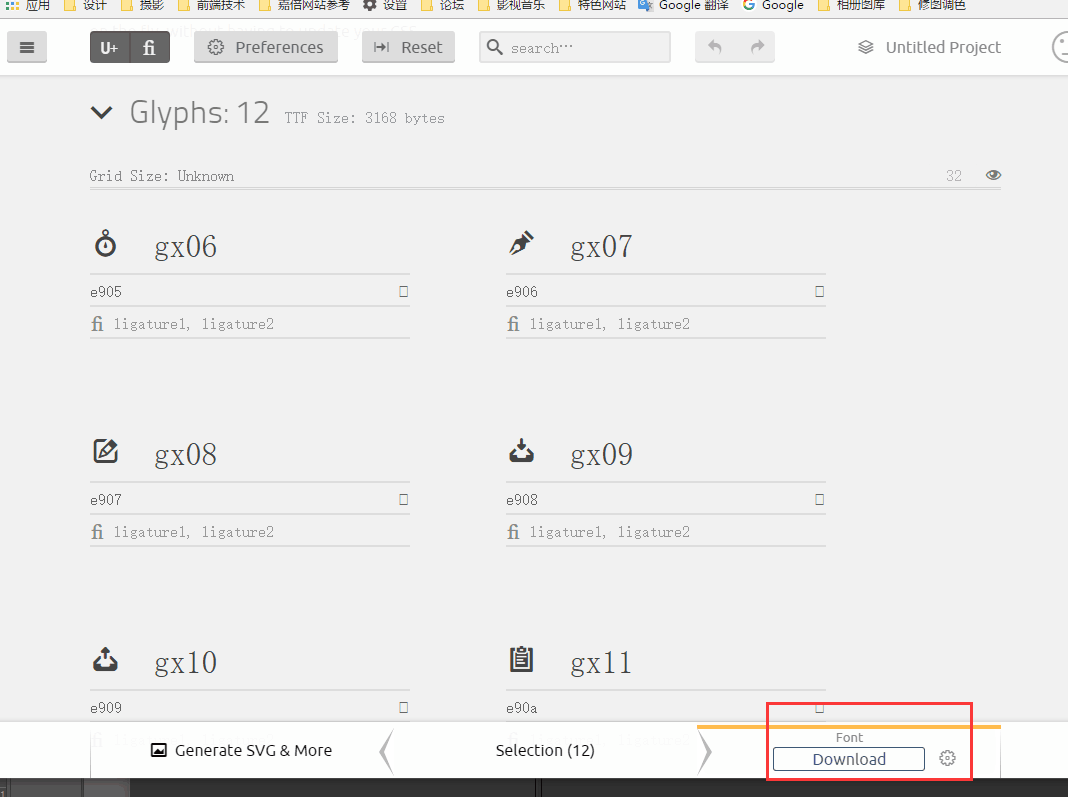 应用 设计 摄影 前端技术 嘉倍网站参考 设置 论坛 影视音乐 特色网站 Google 翻译 Google 相册图库 修图调色
U+ fi Preferences Reset search… Untitled Project
Glyphs: 12 TTF Size: 3168 bytes
Grid Size: Unknown 32
gx06 gx07
e905 e906
fi ligature1, ligature2 fi ligature1, ligature2
gx08 gx09
e907 e908
fi ligature1, ligature2 fi ligature1, ligature2
gx10 gx11
e909 e90a
Font
Generate SVG & More Selection (12) Download